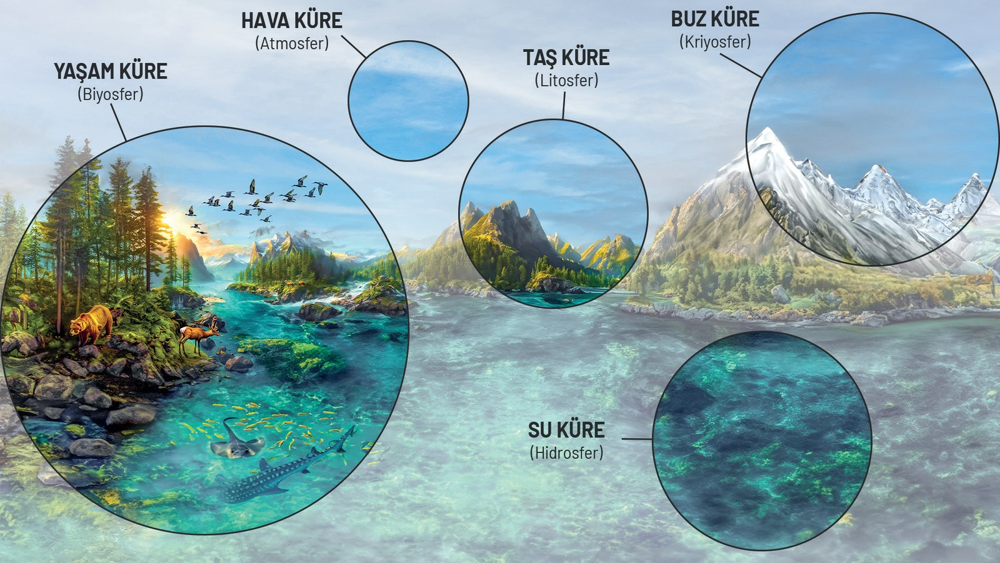 HAVA KÜRE
(Atmosfer)
BUZ KÜRE
(Kriyosfer)
TAŞ KÜRE
(Litosfer)
YAŞAM KÜRE
(Biyosfer)
SU KÜRE
(Hidrosfer)